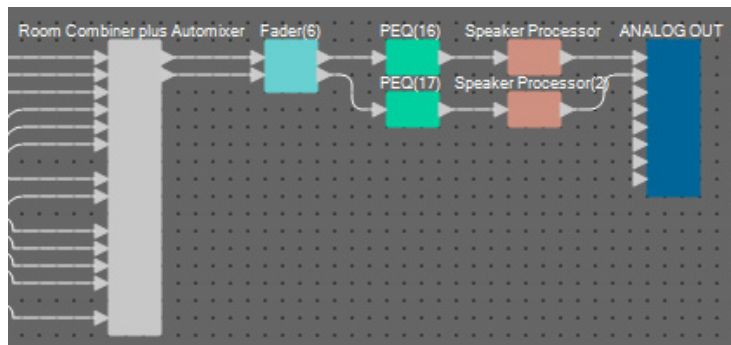 Room Combiner plus Automixer Fader(6) PEQ(16) Speaker Processor ANALOG OUT
PEQ(17) Speaker Processor(2)